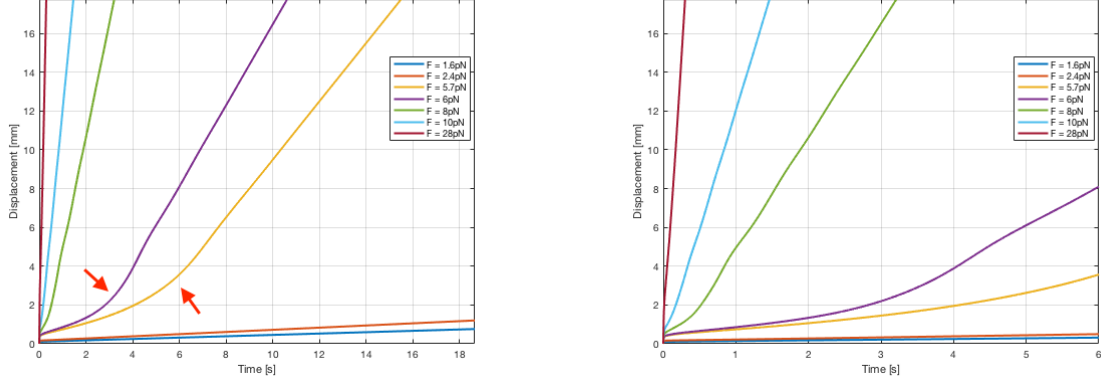 16
14
12
10
8
6
4
2
0
Displacement [mm]
0 2 4 6 8 10 12 14 16 18
Time [s]
F = 1.6pN
F = 2.4pN
F = 5.7pN
F = 6pN
F = 8pN
F = 10pN
F = 28pN
16
14
12
10
8
6
4
2
0
Displacement [mm]
0 1 2 3 4 5 6
Time [s]
F = 1.6pN
F = 2.4pN
F = 5.7pN
F = 6pN
F = 8pN
F = 10pN
F = 28pN